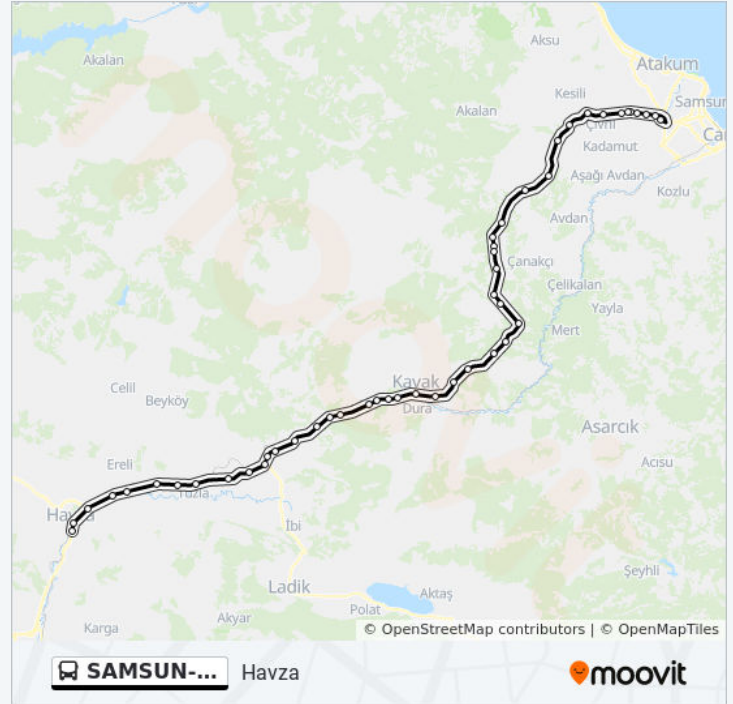 Aksu
Akalan
Atakum
Kesili
Samsun
Akalan
Çivril
Ca
Kadamut
Aşağı Avdan
Kozlu
Avdan
Çanakçı
Çelikalan
Yayla
Mert
Kavak
Celil
Beyköy
Dura
Asarcık
Ereli
Acısu
Tuzla
Havza
İbi
Şeyhli
Ladik
Aktaş
Polat
Akyar
Karga
© OpenStreetMap contributors | © OpenMapTiles
SAMSUN-... Havza
moovit